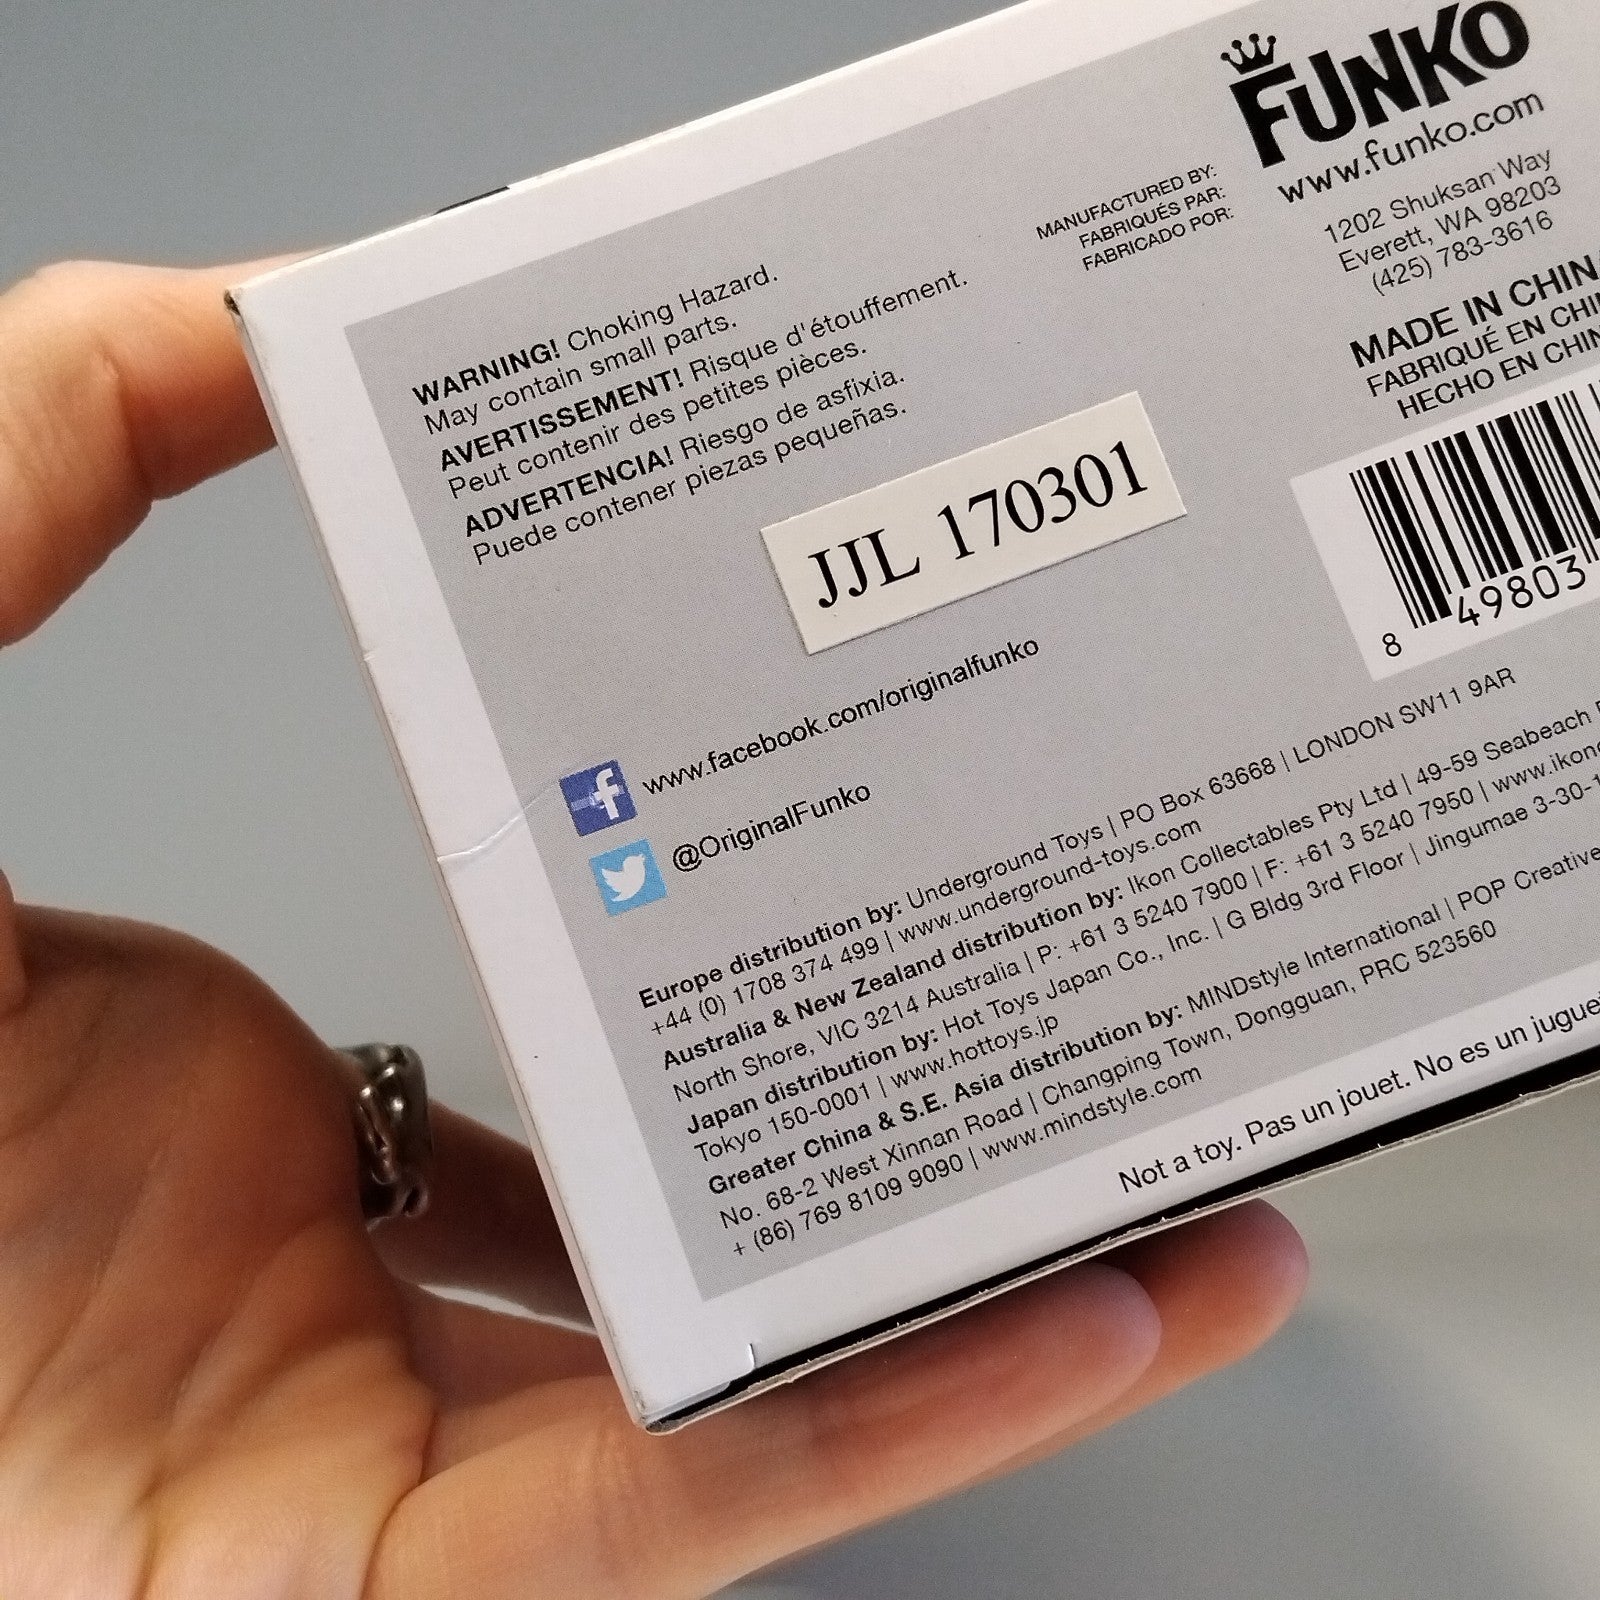 FUNKO
www.funko.com
MANUFACTURED BY:
FABRIQUÉS PAR:
FABRICADO POR:
1202 Shuksan Way
Everett, WA 98203
(425) 783-3616
MADE IN CHINA
FABRIQUÉ EN
HECHO EN
WARNING! Choking Hazard.
May contain small parts.
AVERTISSEMENT! Risque d'étouffement.
Peut contenir des petites pièces.
ADVERTENCIA! Riesgo de asfixia.
Puede contener piezas pequeñas.
JJL 170301
8 49803
www.facebook.com/originalfunko
@OriginalFunko
Europe distribution by: Underground Toys | PO Box 63668 | LONDON SW11 9AR
+44 (0) 1708 374 499 | www.underground-toys.com
Australia & New Zealand distribution by: Ikon Collectables Pty Ltd | 49-59 Seabeach
North Shore, VIC 3214 Australia | P: +61 3 5240 7900 | F: +61 3 5240 7950 |
Japan distribution by: Hot Toys Japan Co., Inc. | G Bldg 3rd Floor | Jingumae 3-30-
Tokyo 150-0001 | www.hottoys.jp
Greater China & S.E. Asia distribution by: MINDstyle International | POP Creative
No. 68-2 West Xinnan Road | Changping Town, Dongguan, PRC 523560
+ (86) 769 8109 9090 | www.mindstyle.com
Not a toy. Pas un jouet. No es un